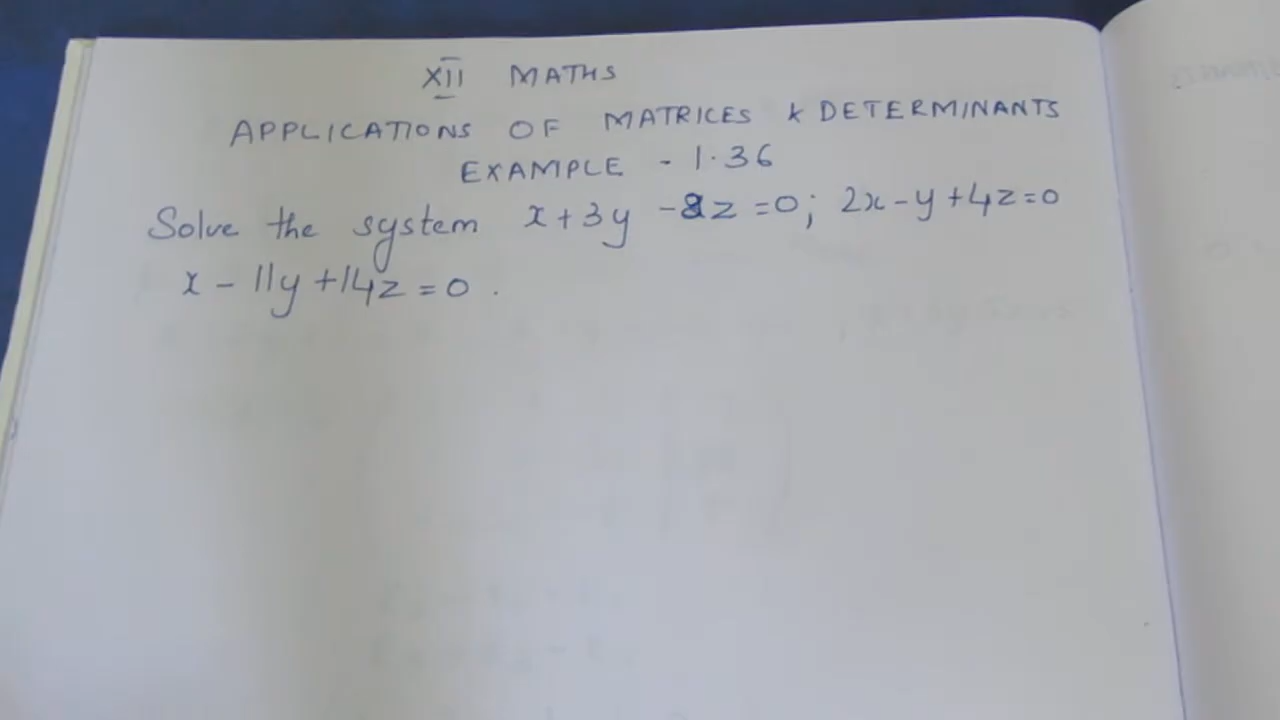 XII MATHS
APPLICATIONS OF MATRICES & DETERMINANTS
EXAMPLE - 1.36
Solve the system x + 3y - 2z = 0; 2x - y + 4z = 0
x - 11y + 14z = 0.